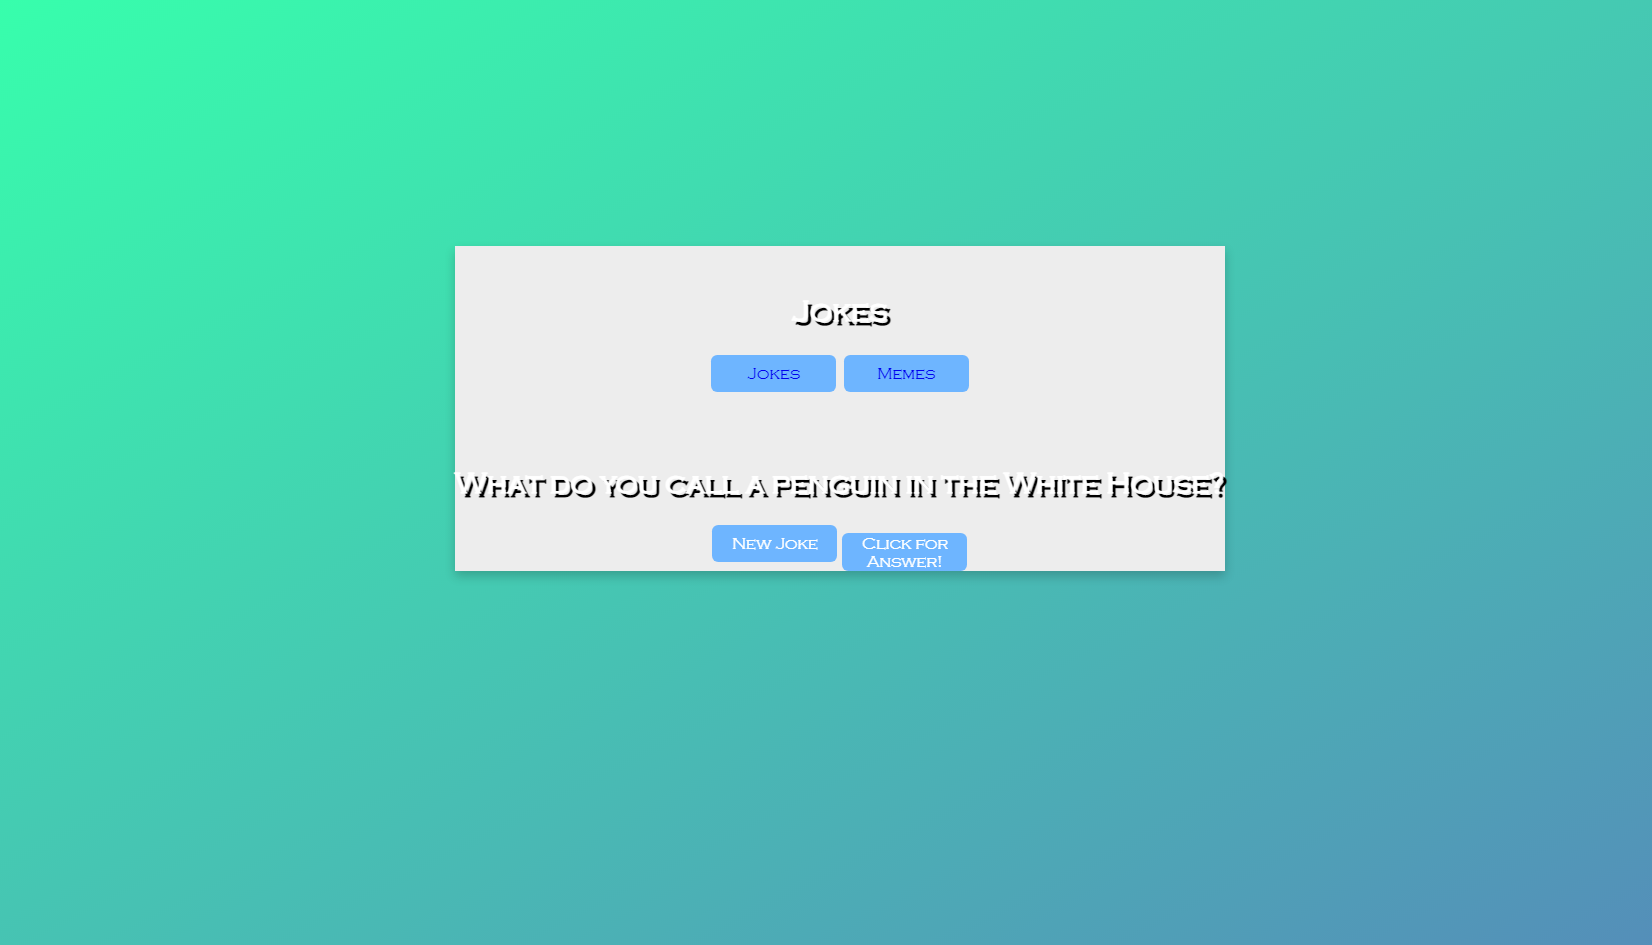 Jokes
Jokes Memes
What do you call a penguin in the White House?
New Joke Click for
Answer!